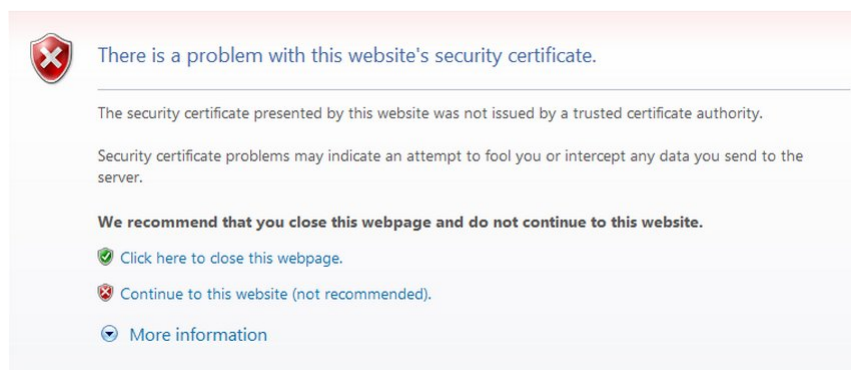 There is a problem with this website's security certificate.
The security certificate presented by this website was not issued by a trusted certificate authority.
Security certificate problems may indicate an attempt to fool you or intercept any data you send to the
server.
We recommend that you close this webpage and do not continue to this website.
Click here to close this webpage.
Continue to this website (not recommended).
More information